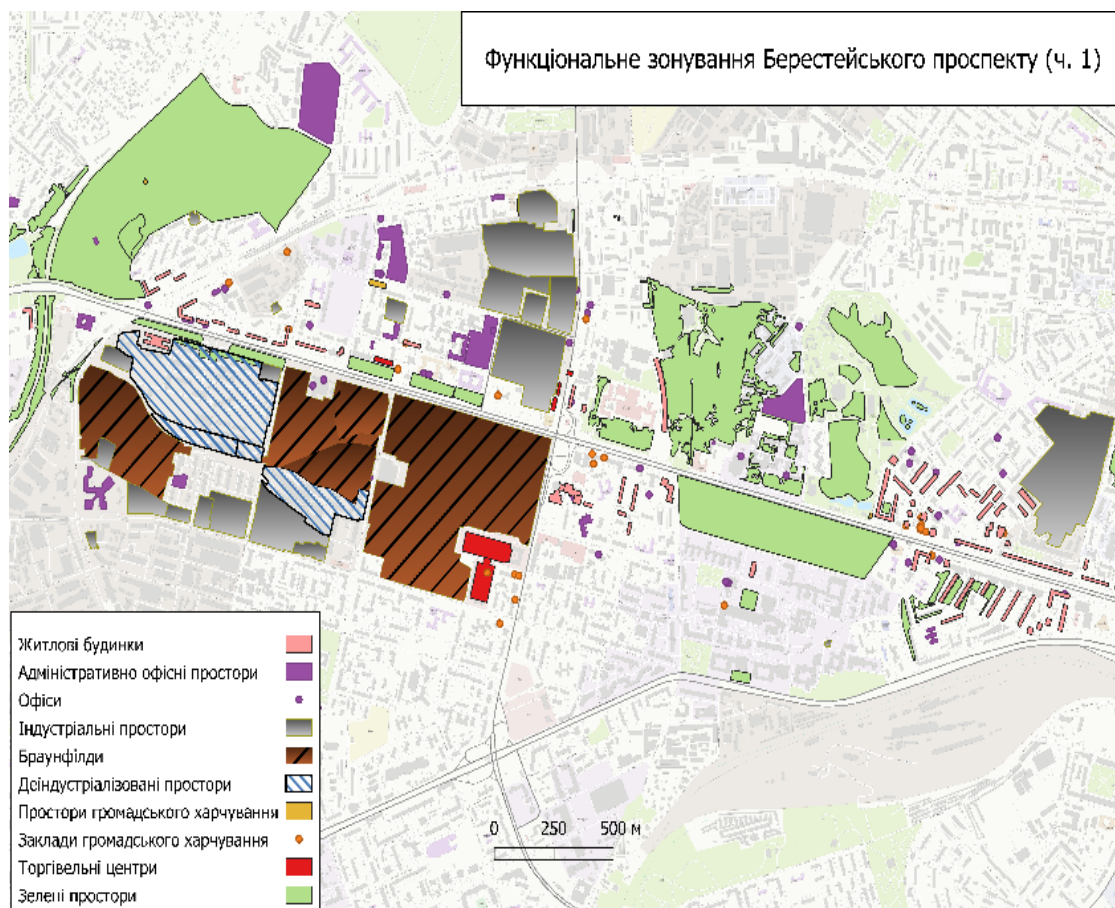 Функціональне зонування Берестейського проспекту (ч. 1)
Житлові будинки
Адміністративно офісні простори
Офіси
Індустріальні простори
Браунфілди
Деіндустріалізовані простори
Простори громадського харчування
Заклади громадського харчування
Торгівельні центри
Зелені простори
0 250 500 м